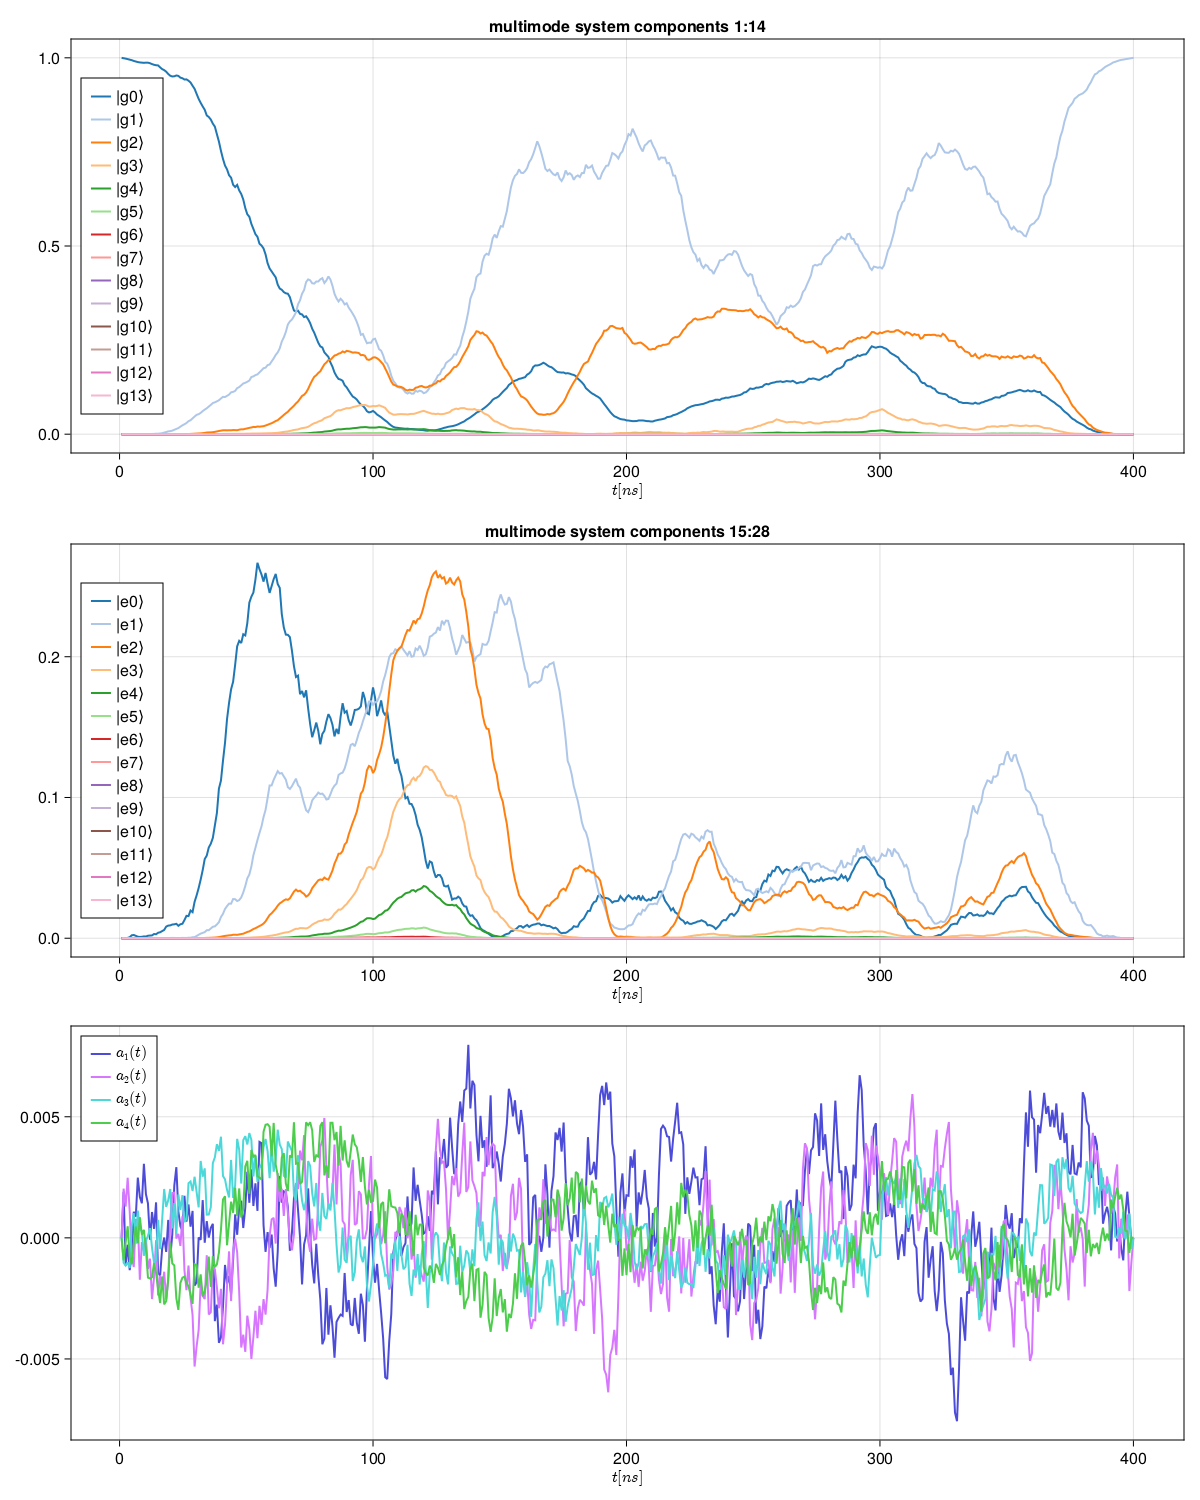 multimode system components 1:14
1.0
0.5
0.0
|g0⟩
|g1⟩
|g2⟩
|g3⟩
|g4⟩
|g5⟩
|g6⟩
|g7⟩
|g8⟩
|g9⟩
|g10⟩
|g11⟩
|g12⟩
|g13⟩
0 100 200 300 400
t[ns]
multimode system components 15:28
0.2
0.1
0.0
|e0⟩
|e1⟩
|e2⟩
|e3⟩
|e4⟩
|e5⟩
|e6⟩
|e7⟩
|e8⟩
|e9⟩
|e10⟩
|e11⟩
|e12⟩
|e13⟩
0 100 200 300 400
t[ns]
0.005
0.000
-0.005
a₁(t)
a₂(t)
a₃(t)
a₄(t)
0 100 200 300 400
t[ns]